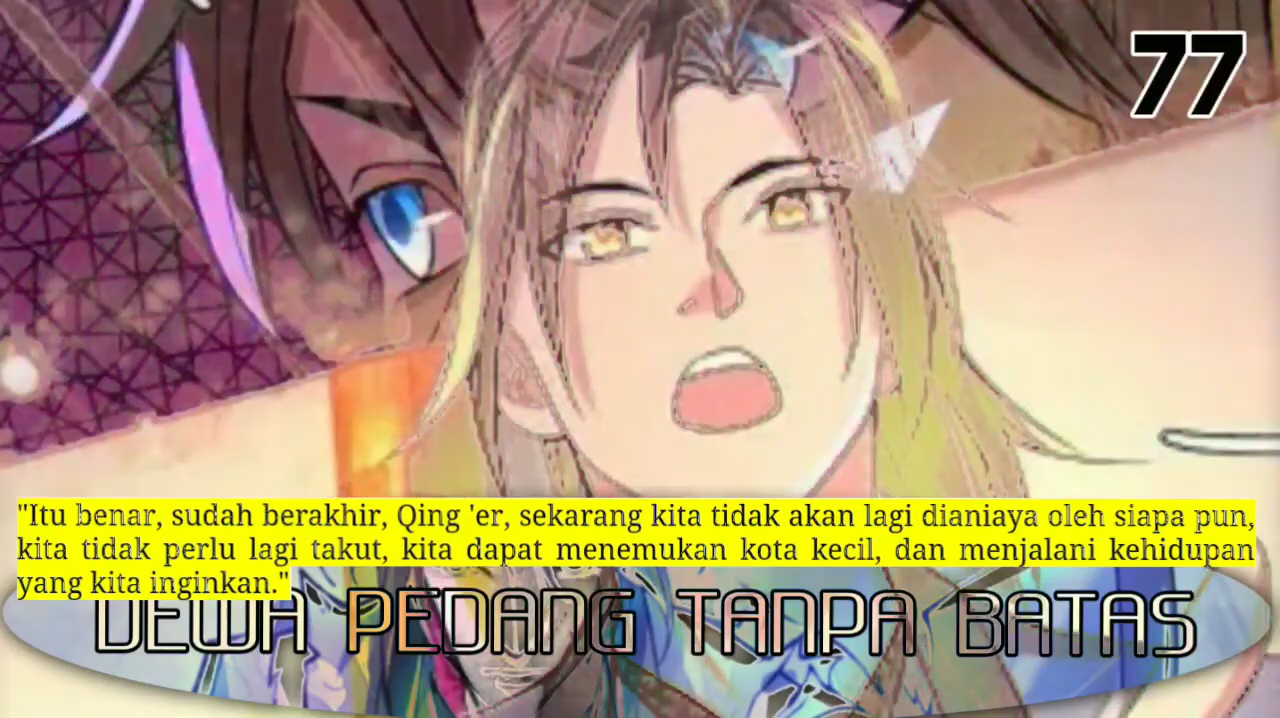 77
"Itu benar, sudah berakhir, Qing 'er, sekarang kita tidak akan lagi dianiaya oleh siapa pun,
kita tidak perlu lagi takut, kita dapat menemukan kota kecil, dan menjalani kehidupan
yang kita inginkan."
DEWA PEDANG TANPA BATAS